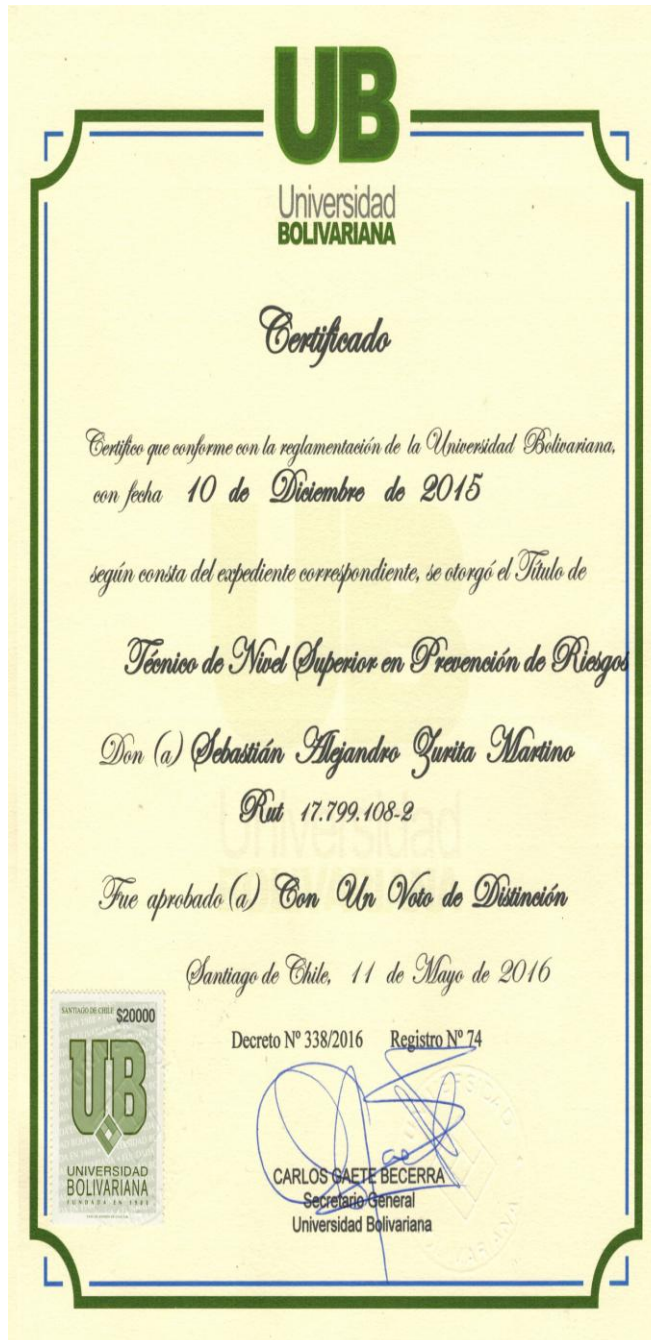 UB
Universidad
BOLIVARIANA
Certificado
Certifico que conforme con la reglamentación de la Universidad Bolivariana,
con fecha 10 de Diciembre de 2015
según consta del expediente correspondiente, se otorgó el Título de
Técnico de Nivel Superior en Prevención de Riesgos
Don (a) Sebastián Alejandro Zurita Martino
Rut 17.799.108-2
Fue aprobado (a) Con Un Voto de Distinción
Santiago de Chile, 11 de Mayo de 2016
Decreto Nº 338/2016 Registro Nº 74
SANTIAGO DE CHILE $20000
UB
UNIVERSIDAD
BOLIVARIANA
CARLOS GAETE BECERRA
Secretario General
Universidad Bolivariana